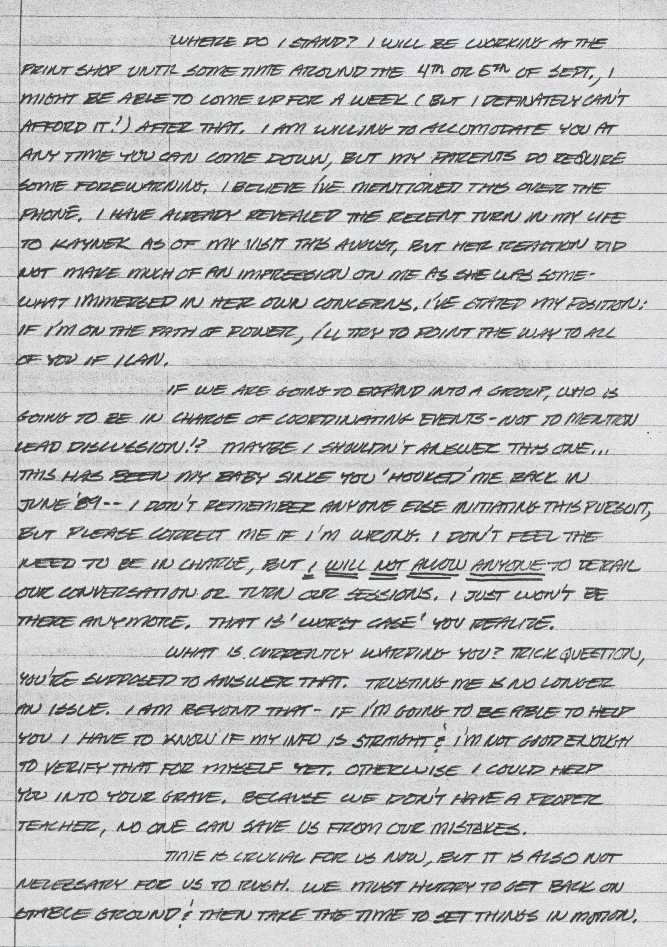 WHERE DO I STAND? I WILL BE WORKING AT THE
PRINT SHOP UNTIL SOME TIME AROUND THE 4TH OR 5TH OF SEPT., I
MIGHT BE ABLE TO COME UP FOR A WEEK (BUT I DEFINATELY CAN'T
AFFORD IT!) AFTER THAT. I AM WILLING TO ACCOMODATE YOU AT
ANY TIME YOU CAN COME DOWN, BUT MY PARENTS DO REQUIRE
SOME FOREWARNING. I BELIEVE I'VE MENTIONED THIS OVER THE
PHONE. I HAVE ALREADY REVEALED THE RECENT TURN IN MY LIFE
TO KAYNEK AS OF MY VISIT THIS AUGUST, BUT HER REACTION DID
NOT MAKE MUCH OF AN IMPRESSION ON ME AS SHE WAS SOME-
WHAT IMMERSED IN HER OWN CONCERNS. I'VE STATED MY POSITION:
IF I'M ON THE PATH OF POWER, I'LL TRY TO POINT THE WAY TO ALL
OF YOU IF I CAN.
IF WE ARE GOING TO EXPAND INTO A GROUP, WHO IS
GOING TO BE IN CHARGE OF COORDINATING EVENTS - NOT TO MENTION
LEAD DISCUSSION!? MAYBE I SHOULDN'T ANSWER THIS ONE...
THIS HAS BEEN MY BABY SINCE YOU 'HOOKED' ME BACK IN
JUNE '89 -- I DON'T REMEMBER ANYONE ELSE INITIATING THIS PURSUIT,
BUT PLEASE CORRECT ME IF I'M WRONG. I DON'T FEEL THE
NEED TO BE IN CHARGE, BUT I WILL NOT ALLOW ANYONE TO DERAIL
OUR CONVERSATION OR TURN OUR SESSIONS. I JUST WON'T BE
THERE ANYMORE. THAT IS 'WORST CASE' YOU REALIZE.
WHAT IS CURRENTLY WARDING YOU? TRICK QUESTION,
YOU'RE SUPPOSED TO ANSWER THAT. TRUSTING ME IS NO LONGER
AN ISSUE. I AM BEYOND THAT - IF I'M GOING TO BE ABLE TO HELP
YOU I HAVE TO KNOW IF MY INFO IS STRAIGHT & I'M NOT GOOD ENOUGH
TO VERIFY THAT FOR MYSELF YET. OTHERWISE I COULD HELP
YOU INTO YOUR GRAVE. BECAUSE WE DON'T HAVE A PROPER
TEACHER, NO ONE CAN SAVE US FROM OUR MISTAKES.
TIME IS CRUCIAL FOR US NOW, BUT IT IS ALSO NOT
NECESSARY FOR US TO RUSH. WE MUST HURRY TO GET BACK ON
STABLE GROUND & THEN TAKE THE TIME TO SET THINGS IN MOTION.